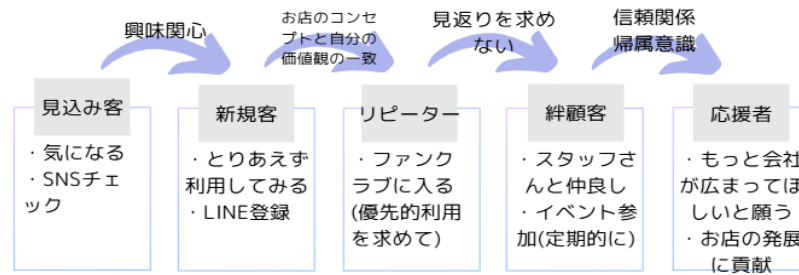 興味関心
お店のコンセ
プトと自分の
価値観の一致
見返りを求め
ない
信頼関係
帰属意識
見込み客
・気になる
・SNSチェ
ック
新規客
・とりあえず
利用してみる
・LINE登録
リピーター
・ファンク
ラブに入る
(優先的利用
を求めて)
絆顧客
・スタッフさ
んと仲良し
・イベント参
加(定期的に)
応援者
・もっと会社
が広まってほ
しいと願う
・お店の発展
に貢献